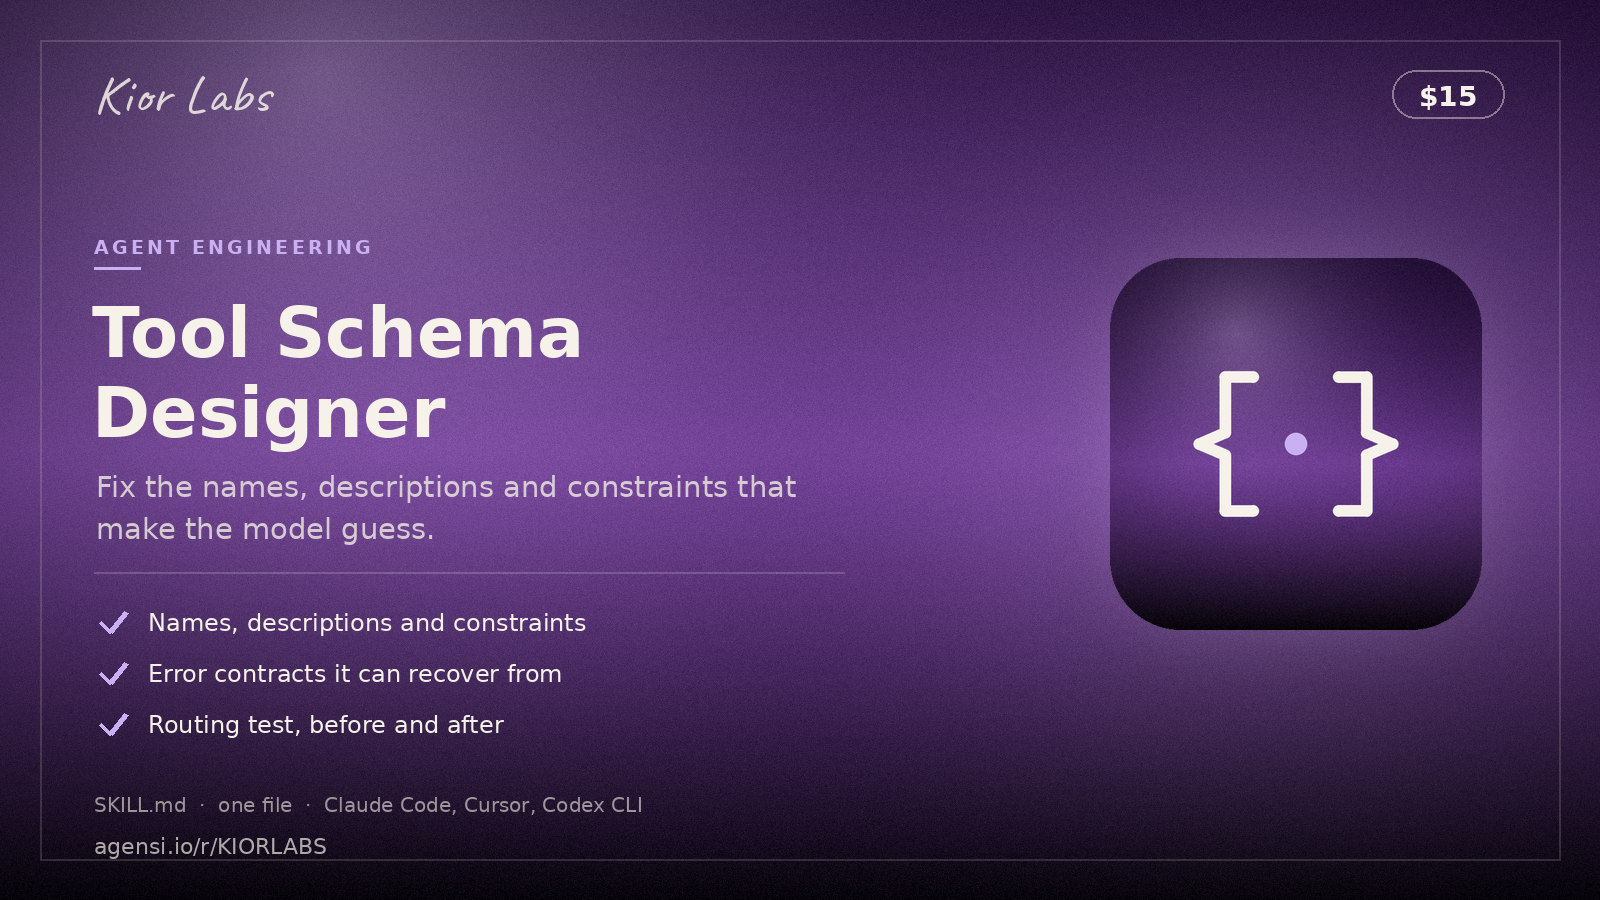 Kior Labs
$15
AGENT ENGINEERING
Tool Schema
Designer
Fix the names, descriptions and constraints that
make the model guess.
Names, descriptions and constraints
Error contracts it can recover from
Routing test, before and after
SKILL.md · one file · Claude Code, Cursor, Codex CLI
agensi.io/r/KIORLABS